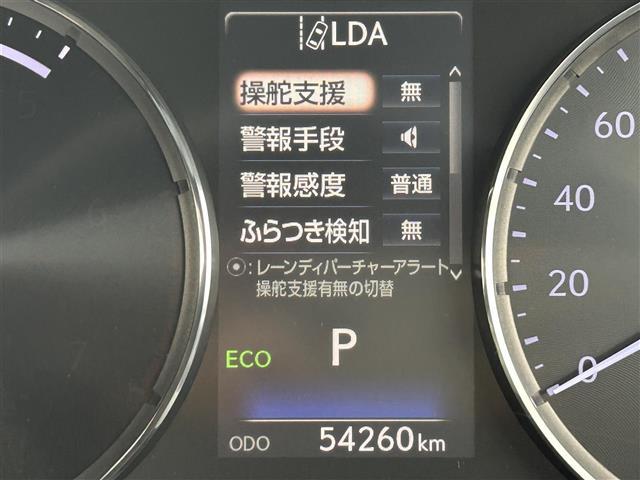 LDA
操舵支援 無
警報手段
警報感度 普通
ふらつき検知 無
:レーンディパーチャーアラート
操舵支援有無の切替
P
ECO
ODO 54260km
60
40
20
0